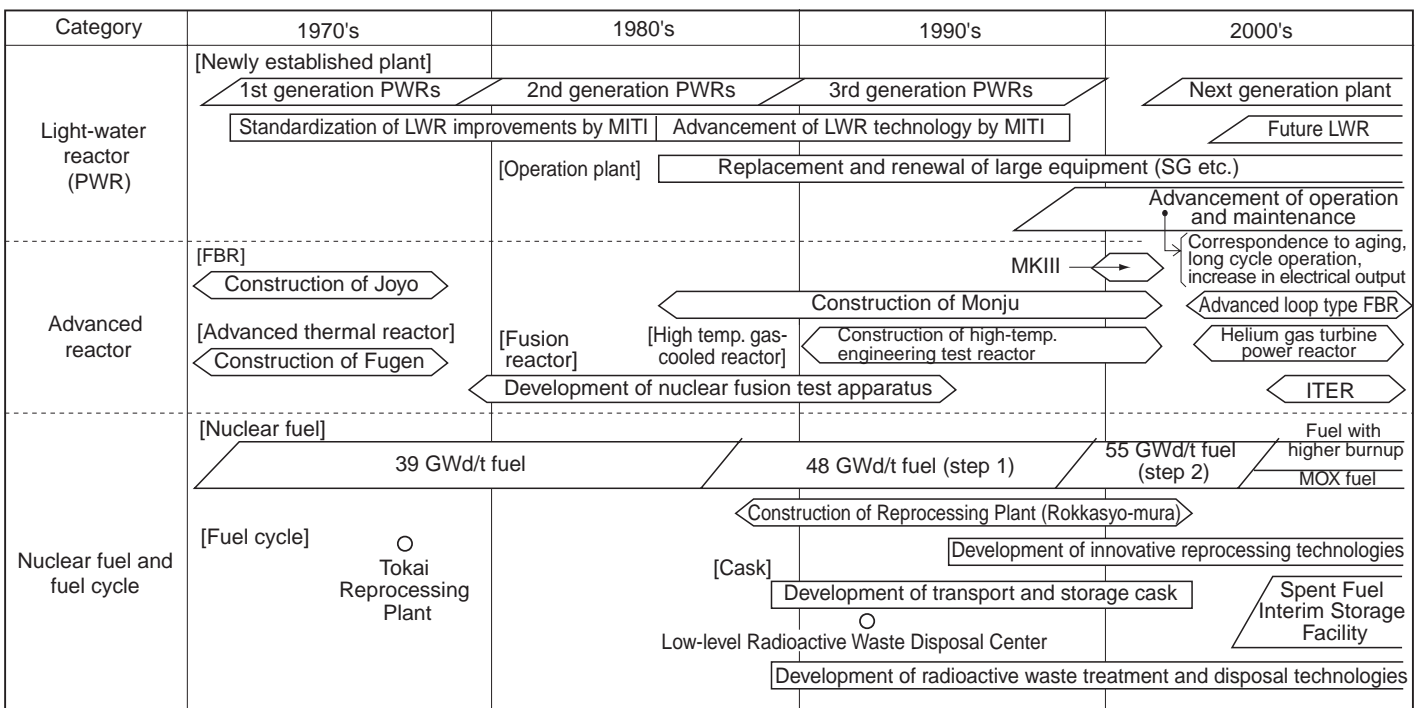 Category
1970's
1980's
1990's
2000's
Light-water
reactor
(PWR)
[Newly established plant]
1st generation PWRs
2nd generation PWRs
3rd generation PWRs
Next generation plant
Standardization of LWR improvements by MITI
Advancement of LWR technology by MITI
Future LWR
[Operation plant]
Replacement and renewal of large equipment (SG etc.)
Advancement of operation
and maintenance
Correspondence to aging,
long cycle operation,
increase in electrical output
Advanced
reactor
[FBR]
MKIII
Construction of Joyo
Construction of Monju
Advanced loop type FBR
[Advanced thermal reactor]
Construction of Fugen
[Fusion
reactor]
[High temp. gas-
cooled reactor]
Construction of high-temp.
engineering test reactor
Helium gas turbine
power reactor
Development of nuclear fusion test apparatus
ITER
Nuclear fuel and
fuel cycle
[Nuclear fuel]
39 GWd/t fuel
48 GWd/t fuel (step 1)
55 GWd/t fuel
(step 2)
Fuel with
higher burnup
MOX fuel
Construction of Reprocessing Plant (Rokkasyo-mura)
[Fuel cycle]
Tokai
Reprocessing
Plant
Development of innovative reprocessing technologies
[Cask]
Development of transport and storage cask
Spent Fuel
Interim Storage
Facility
Low-level Radioactive Waste Disposal Center
Development of radioactive waste treatment and disposal technologies